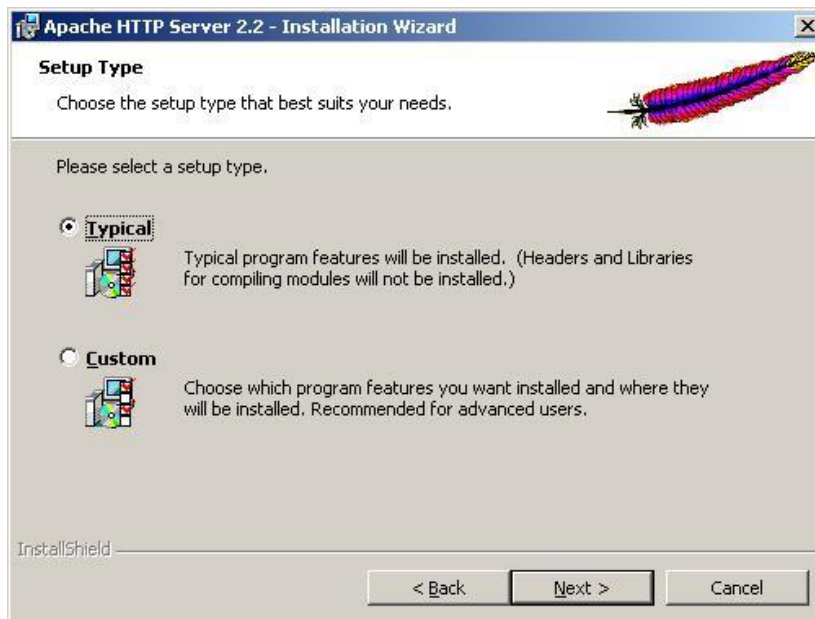 Apache HTTP Server 2.2 - Installation Wizard
Setup Type
Choose the setup type that best suits your needs.
Please select a setup type.
Typical
Typical program features will be installed. (Headers and Libraries
for compiling modules will not be installed.)
Custom
Choose which program features you want installed and where they
will be installed. Recommended for advanced users.
InstallShield
< Back
Next >
Cancel